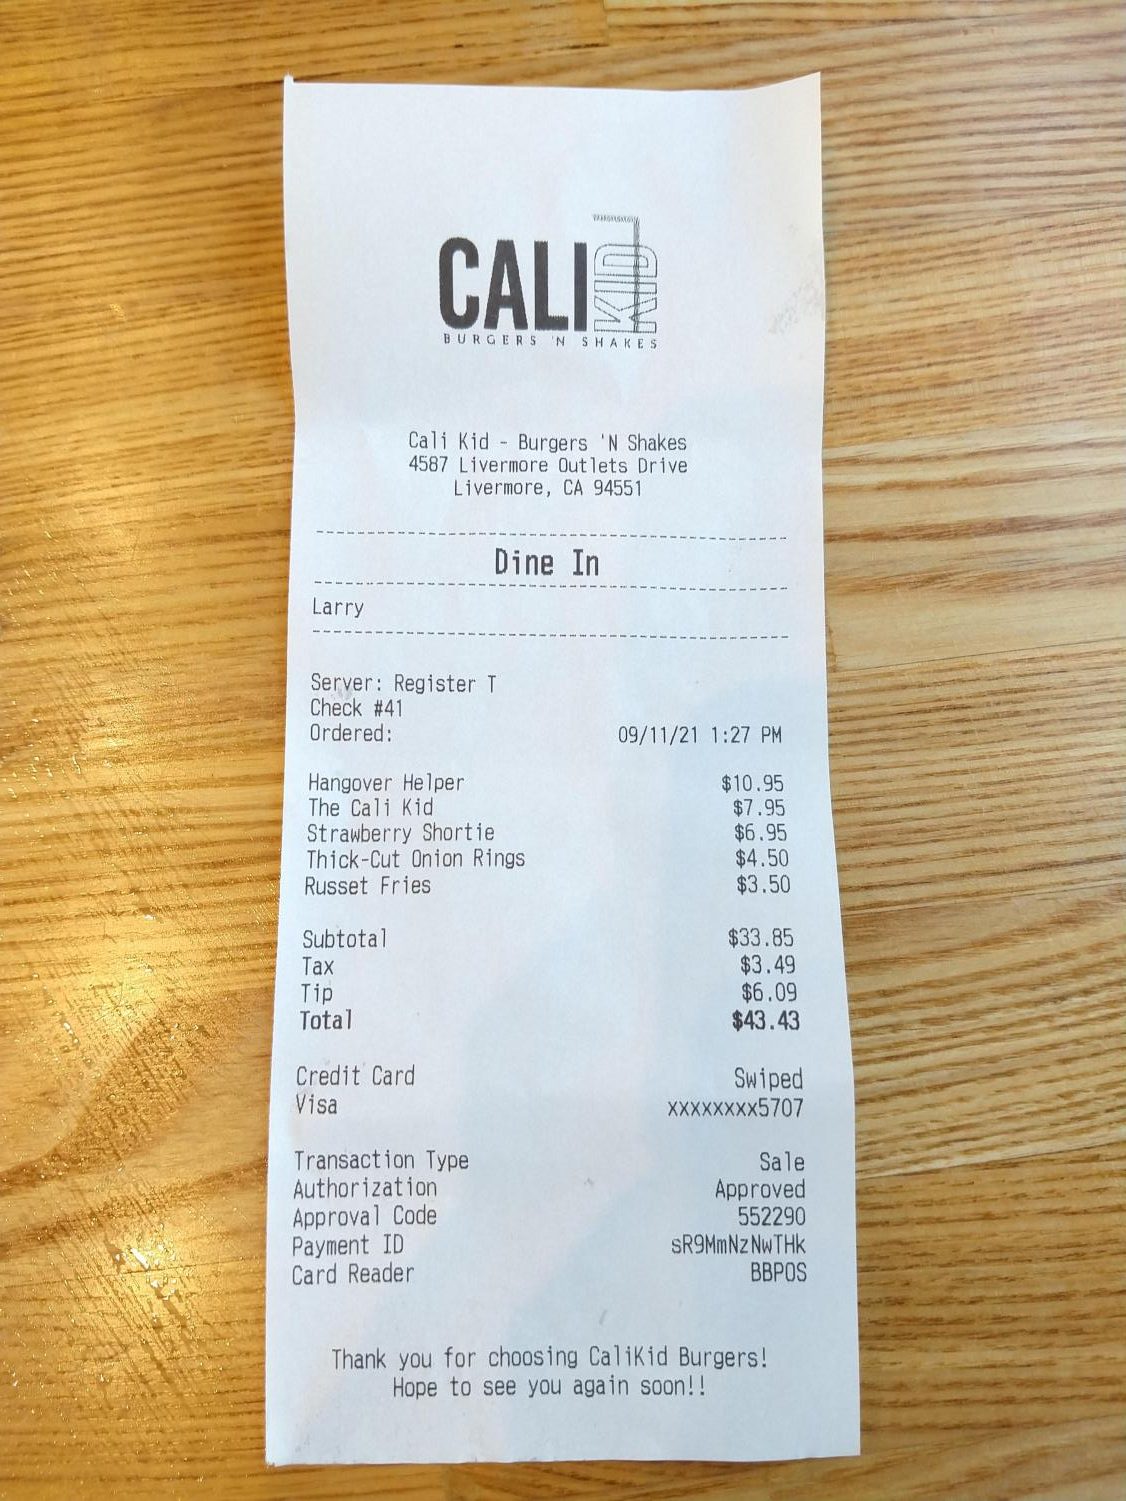 CALI KID
BURGERS 'N SHAKES
Cali Kid - Burgers 'N Shakes
4587 Livermore Outlets Drive
Livermore, CA 94551
Dine In
Larry
Server: Register T
Check #41
Ordered: 09/11/21 1:27 PM
Hangover Helper $10.95
The Cali Kid $7.95
Strawberry Shortie $6.95
Thick-Cut Onion Rings $4.50
Russet Fries $3.50
Subtotal $33.85
Tax $3.49
Tip $6.09
Total $43.43
Credit Card Swiped
Visa xxxxxxxx5707
Transaction Type Sale
Authorization Approved
Approval Code 552290
Payment ID sR9MmNzNwTHk
Card Reader BBPOS
Thank you for choosing CaliKid Burgers!
Hope to see you again soon!!